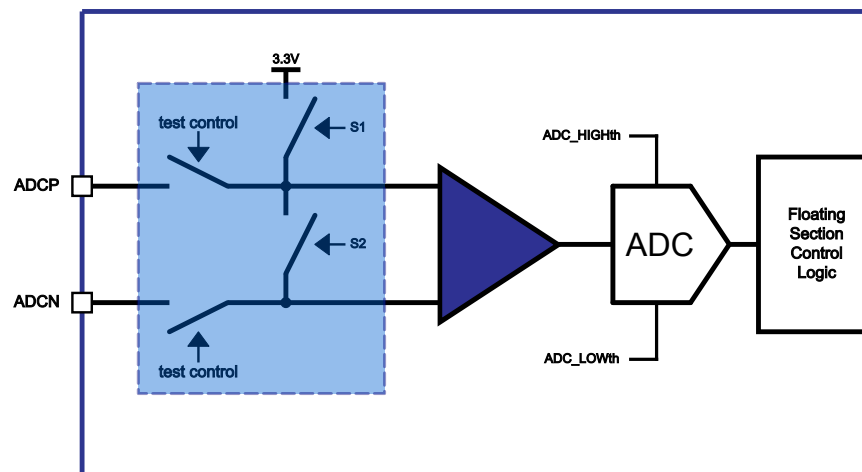 3.3V
test control
S1
ADC_HIGHth
ADCP
Floating
Section
Control
Logic
ADC
S2
ADCN
ADC_LOWth
test control